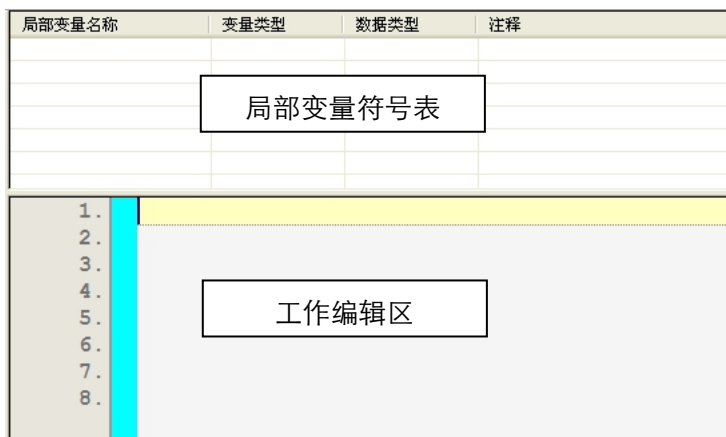 局部变量名称 变量类型 数据类型 注释
局部变量符号表
1.
2.
3.
4.
工作编辑区
5.
6.
7.
8.